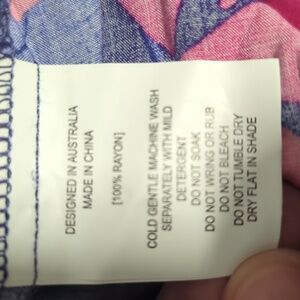 DESIGNED IN AUSTRALIA
MADE IN CHINA
[100% RAYON]
COLD GENTLE MACHINE WASH
SEPARATELY WITH MILD
DETERGENT
DO NOT SOAK
DO NOT WRING OR RUB
DO NOT BLEACH
DO NOT TUMBLE DRY
DRY FLAT IN SHADE